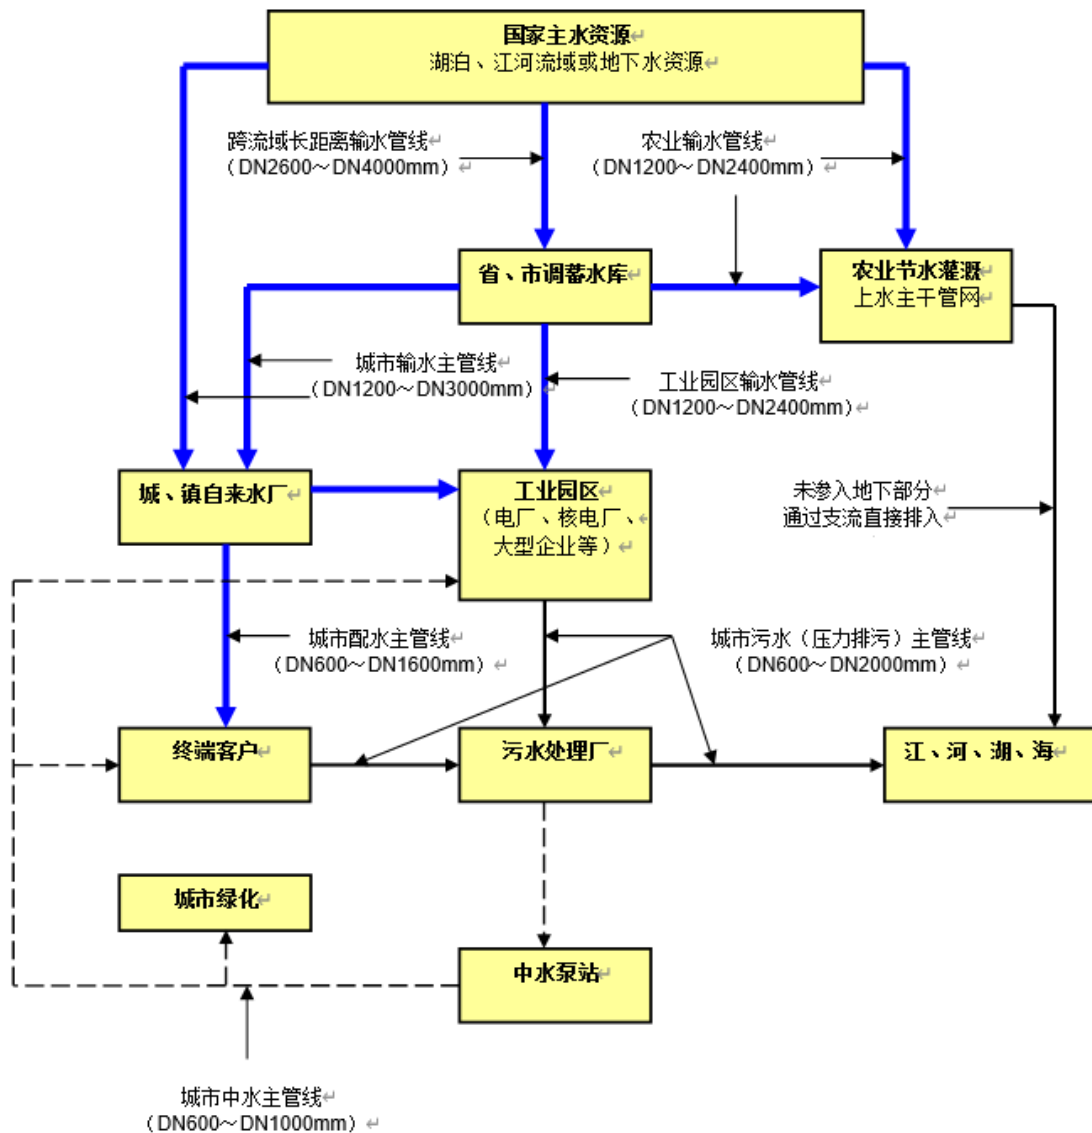 国家主水资源
湖泊、江河流域或地下水资源
跨流域长距离输水管线
（DN2600～DN4000mm）
农业输水管线
（DN1200～DN2400mm）
省、市调蓄水库
农业节水灌溉
上水主干管网
城市输水主管线
（DN1200～DN3000mm）
工业园区输水管线
（DN1200～DN2400mm）
城、镇自来水厂
工业园区
（电厂、核电厂、
大型企业等）
未渗入地下部分
通过支流直接排入
城市配水主管线
（DN600～DN1600mm）
城市污水（压力排污）主管线
（DN600～DN2000mm）
终端客户
污水处理厂
江、河、湖、海
城市绿化
中水泵站
城市中水主管线
（DN600～DN1000mm）